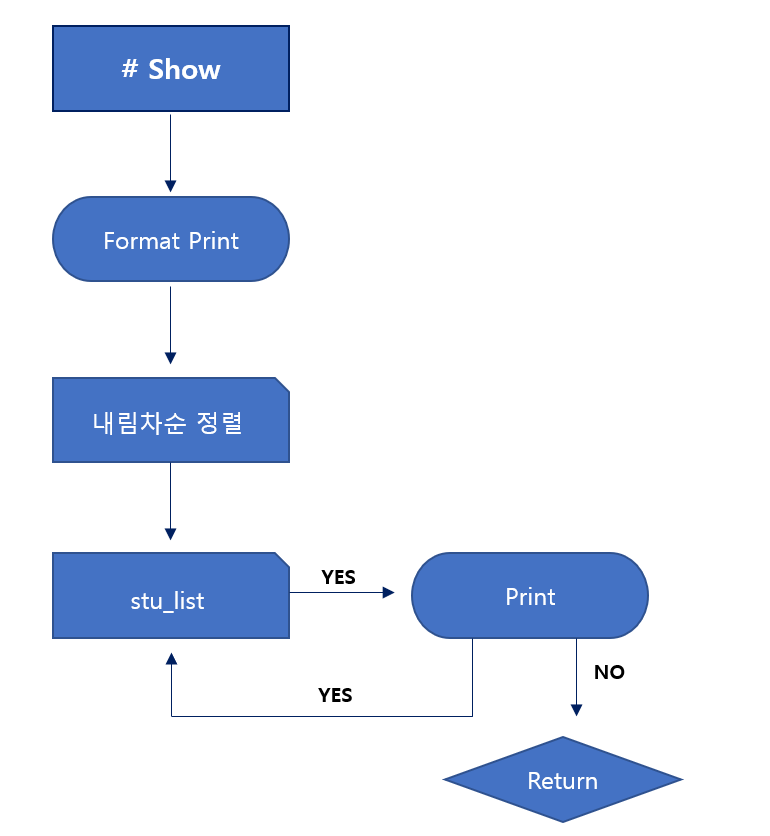 # Show
Format Print
내림차순 정렬
stu_list
YES
Print
YES
NO
Return